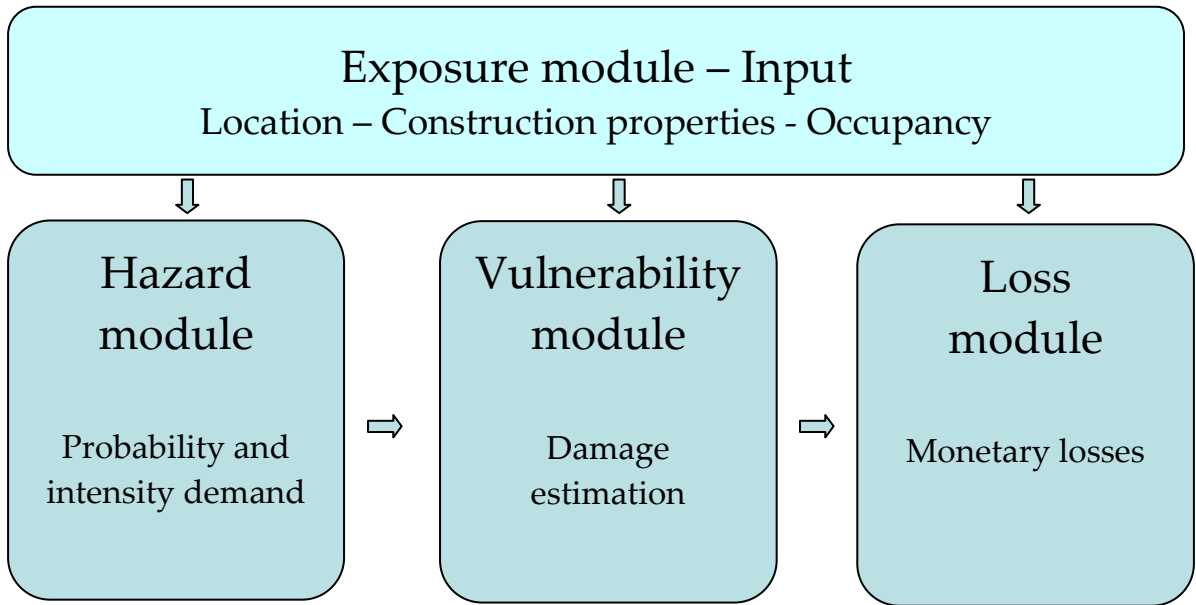 Exposure module – Input
Location – Construction properties - Occupancy
Hazard
module
Probability and
intensity demand
Vulnerability
module
Damage
estimation
Loss
module
Monetary losses